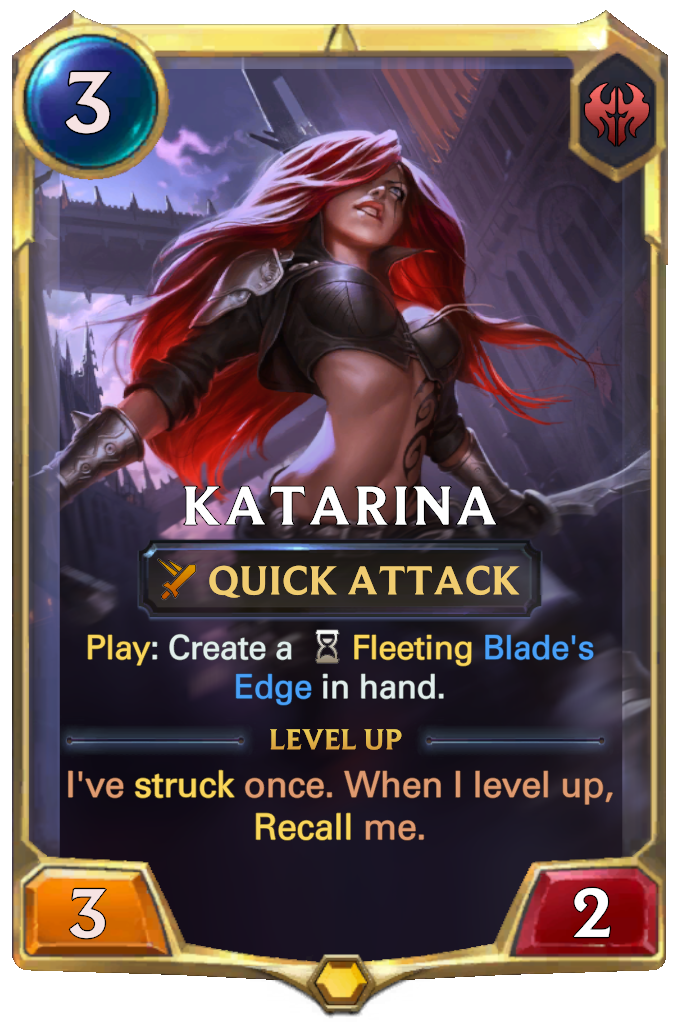 3
KATARINA
QUICK ATTACK
Play: Create a Fleeting Blade's
Edge in hand.
LEVEL UP
I've struck once. When I level up,
Recall me.
3
2